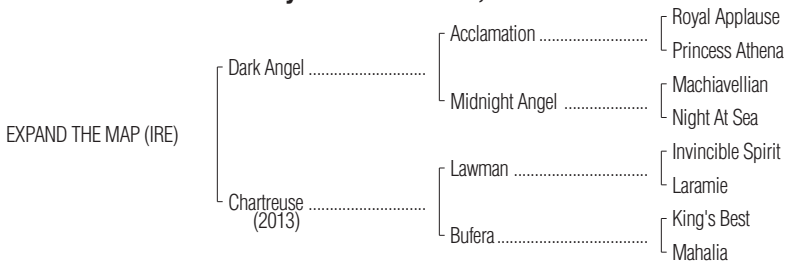 Royal Applause
Acclamation ............................
Princess Athena
Dark Angel ..............................
Machiavellian
Midnight Angel .....................
Night At Sea
EXPAND THE MAP (IRE)
Invincible Spirit
Lawman ...................................
Laramie
Chartreuse ..............................
(2013)
King's Best
Bufera.......................................
Mahalia